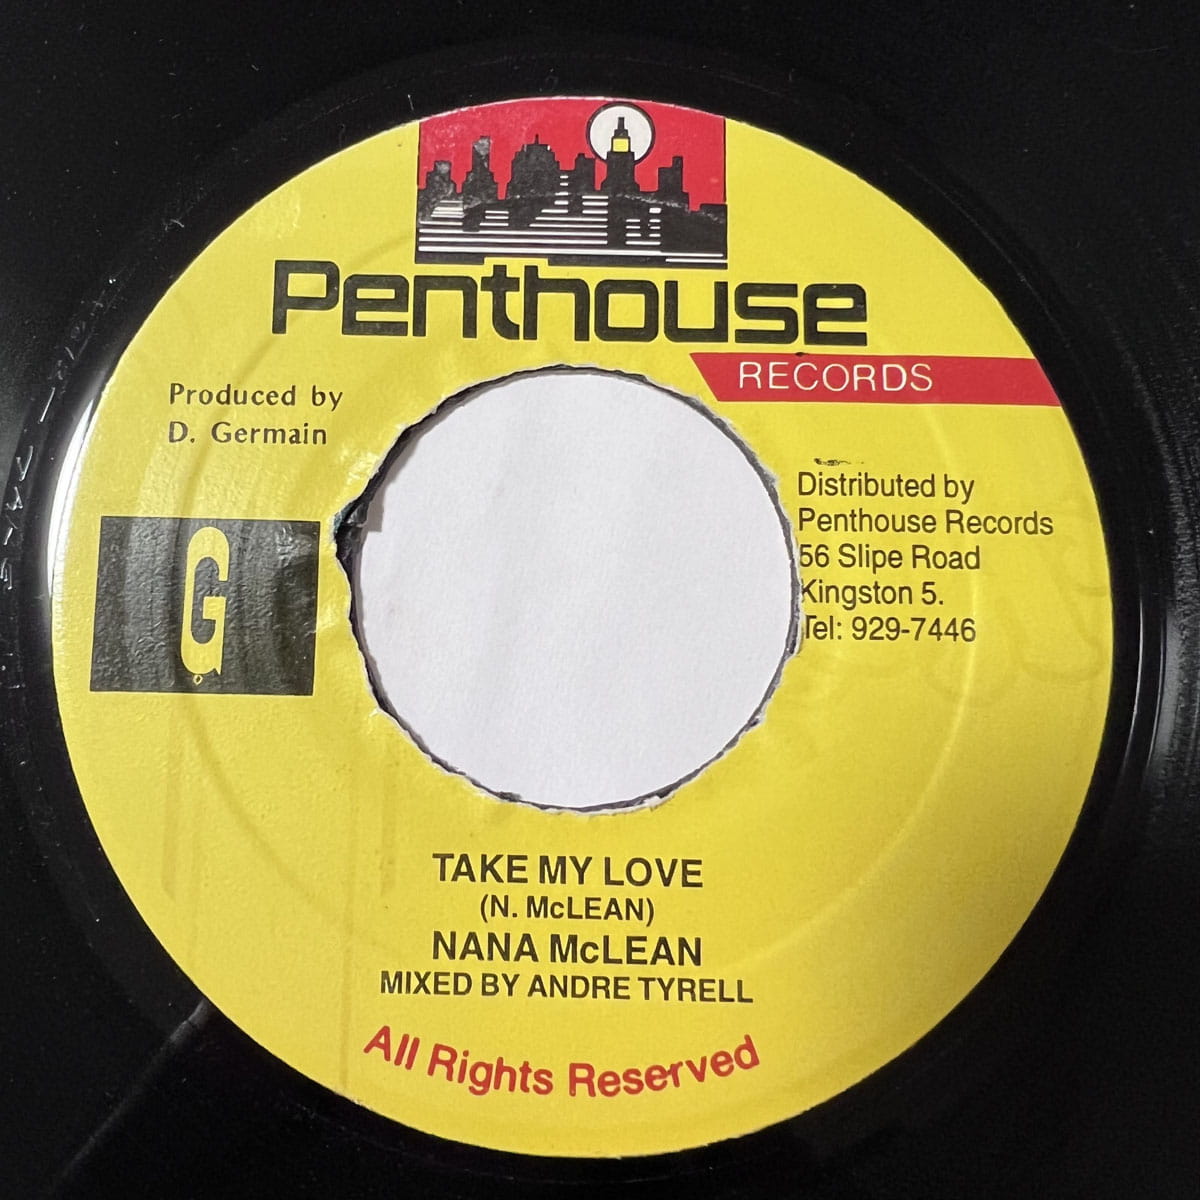 Penthouse
RECORDS
Produced by
D. Germain
Distributed by
Penthouse Records
56 Slipe Road
Kingston 5.
Tel: 929-7446
G
TAKE MY LOVE
(N. McLEAN)
NANA McLEAN
MIXED BY ANDRE TYRELL
All Rights Reserved